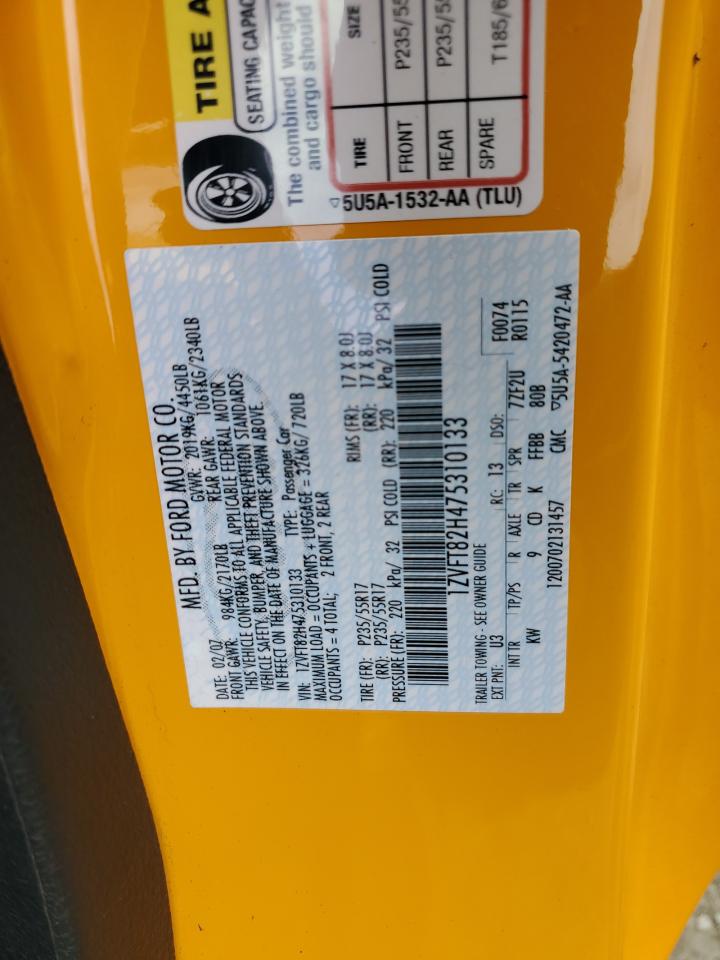 TIRE A
SEATING CAPAC
The combined weight
and cargo should
TIRE SIZE
FRONT P235/55
REAR P235/55
SPARE T185/6
5U5A-1532-AA (TLU)
MFD. BY FORD MOTOR CO.
DATE: 02/07 GVWR: 2019KG/4450LB
FRONT GAWR: 984KG/2170LB REAR GAWR: 1061KG/2340LB
THIS VEHICLE CONFORMS TO ALL APPLICABLE FEDERAL MOTOR
VEHICLE SAFETY, BUMPER, AND THEFT PREVENTION STANDARDS
IN EFFECT ON THE DATE OF MANUFACTURE SHOWN ABOVE.
VIN: 1ZVFT82H475310133 TYPE: Passenger Car
MAXIMUM LOAD = OCCUPANTS + LUGGAGE = 326KG/ 720LB
OCCUPANTS = 4 TOTAL; 2 FRONT, 2 REAR
TIRE (FR): P235/55R17 RIMS (FR): 17 X 8.0J
(RR): P235/55R17 (RR): 17 X 8.0J
PRESSURE (FR): 220 kPa/ 32 PSI COLD (RR): 220 kPa/ 32 PSI COLD
1ZVFT82H475310133
TRAILER TOWING - SEE OWNER GUIDE
EXT PNT: U3 RC: 13 DSO: F0074
R0115
INT TR TP/PS R AXLE TR SPR 7ZF2U
KW 9 CD K FFBB 80B
1200702131457 CMC 5U5A-5420472-AA